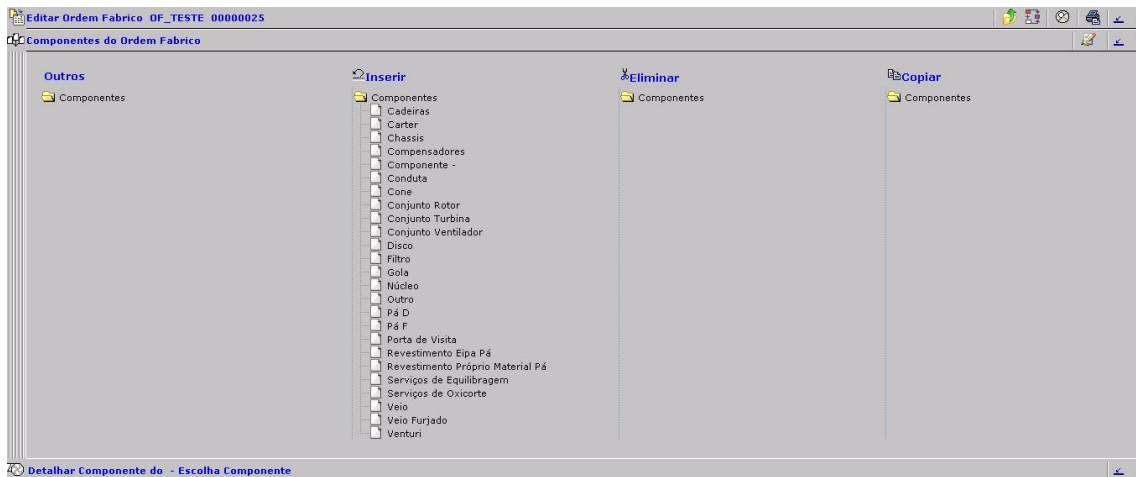 Editar Ordem Fabrico OF_TESTE 00000025
Componentes do Ordem Fabrico
Outros
Componentes
Inserir
Componentes
Cadeiras
Carter
Chassis
Compensadores
Componente -
Conduta
Cone
Conjunto Rotor
Conjunto Turbina
Conjunto Ventilador
Disco
Filtro
Gola
Núcleo
Outro
Pá D
Pá F
Porta de Visita
Revestimento Eipa Pá
Revestimento Próprio Material Pá
Serviços de Equilibragem
Serviços de Oxicorte
Veio
Veio Furjado
Venturi
Eliminar
Componentes
Copiar
Componentes
Detalhar Componente do - Escolha Componente